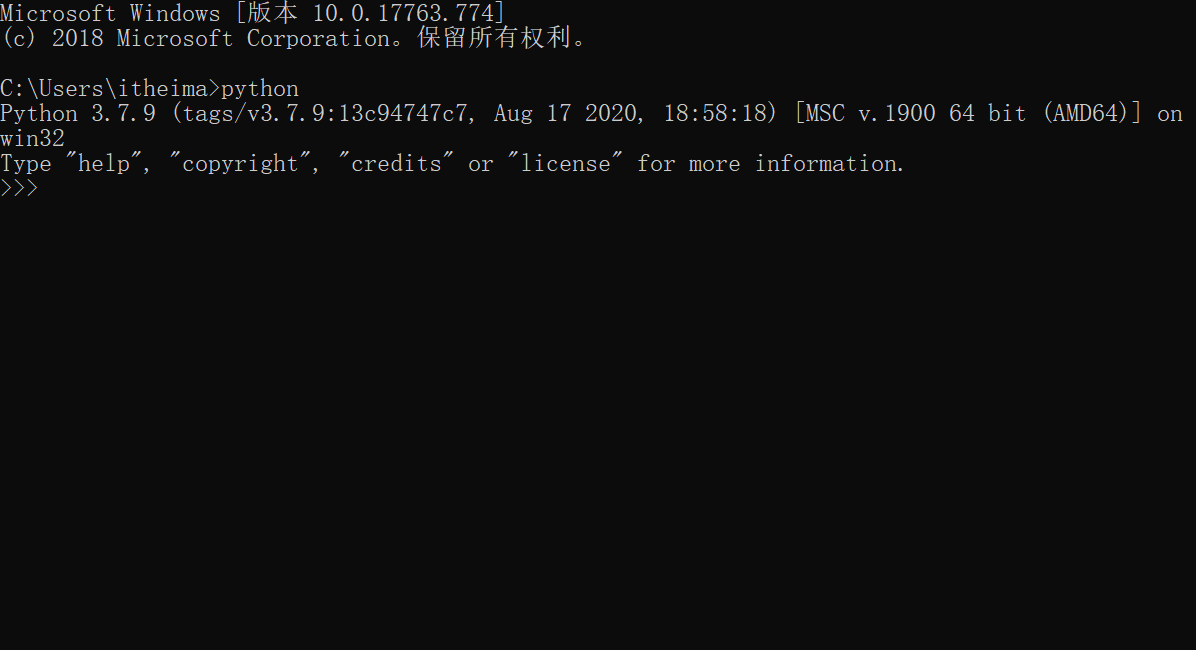 Microsoft Windows [版本 10.0.17763.774]
(c) 2018 Microsoft Corporation。保留所有权利。
C:\Users\itheima>python
Python 3.7.9 (tags/v3.7.9:13c94747c7, Aug 17 2020, 18:58:18) [MSC v.1900 64 bit (AMD64)] on
win32
Type "help", "copyright", "credits" or "license" for more information.
>>>